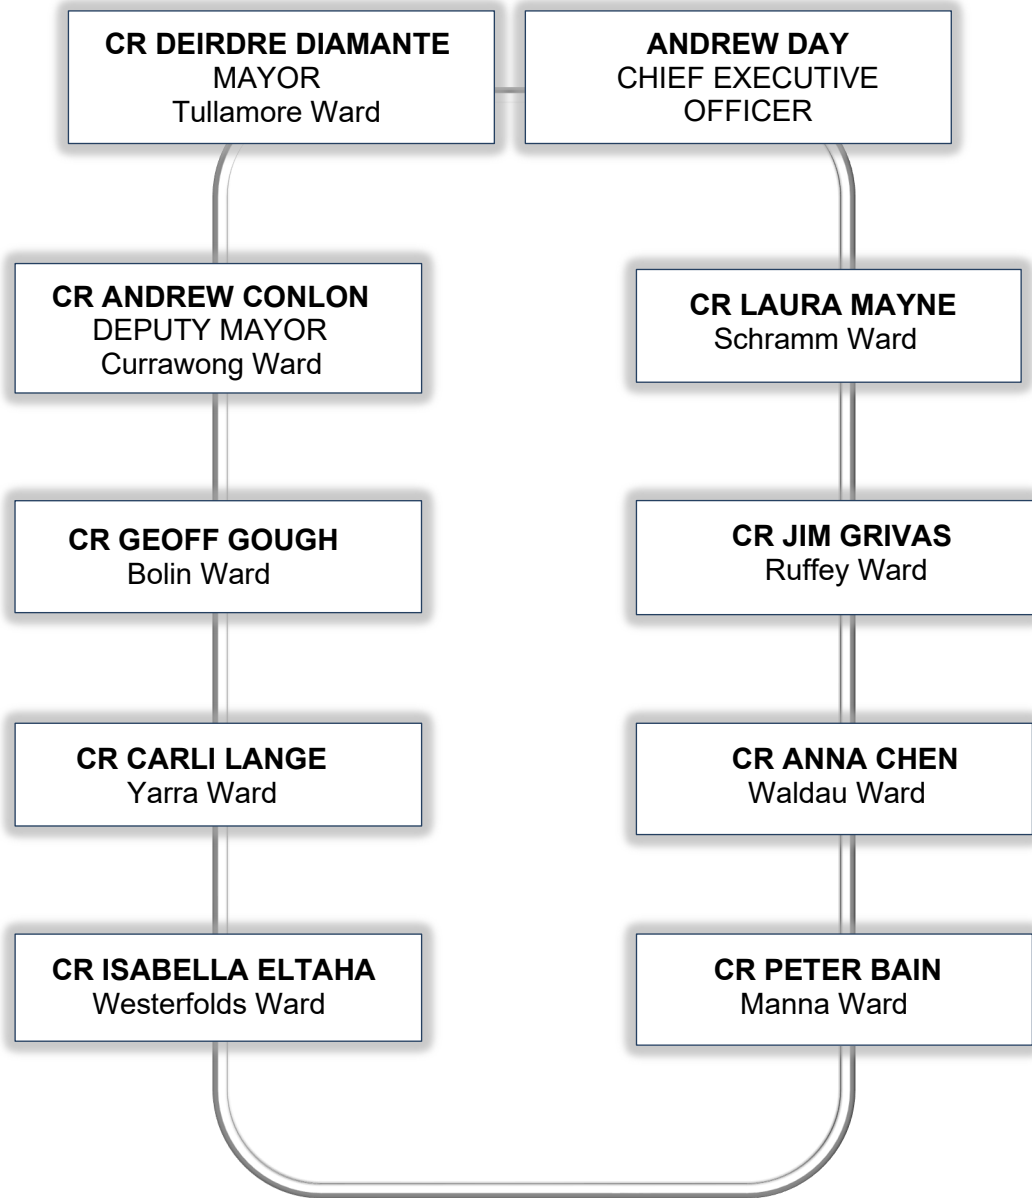 CR DEIRDRE DIAMANTE
MAYOR
Tullamore Ward
ANDREW DAY
CHIEF EXECUTIVE
OFFICER
CR ANDREW CONLON
DEPUTY MAYOR
Currawong Ward
CR LAURA MAYNE
Schramm Ward
CR GEOFF GOUGH
Bolin Ward
CR JIM GRIVAS
Ruffey Ward
CR CARLI LANGE
Yarra Ward
CR ANNA CHEN
Waldau Ward
CR ISABELLA ELTAHA
Westerfolds Ward
CR PETER BAIN
Manna Ward